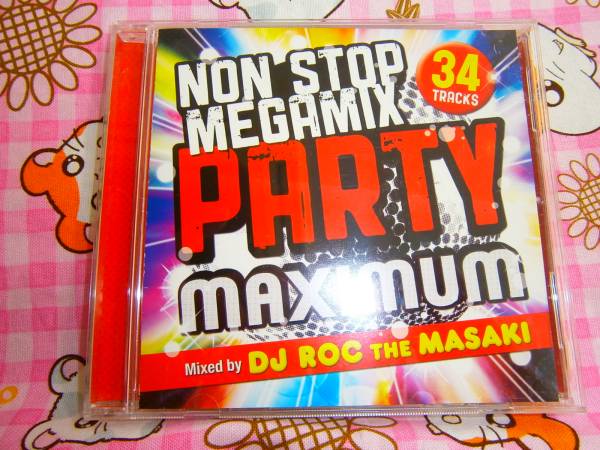 NON STOP
MEGAMIX
34
TRACKS
PARTY
MAXIMUM
Mixed by DJ ROC THE MASAKI